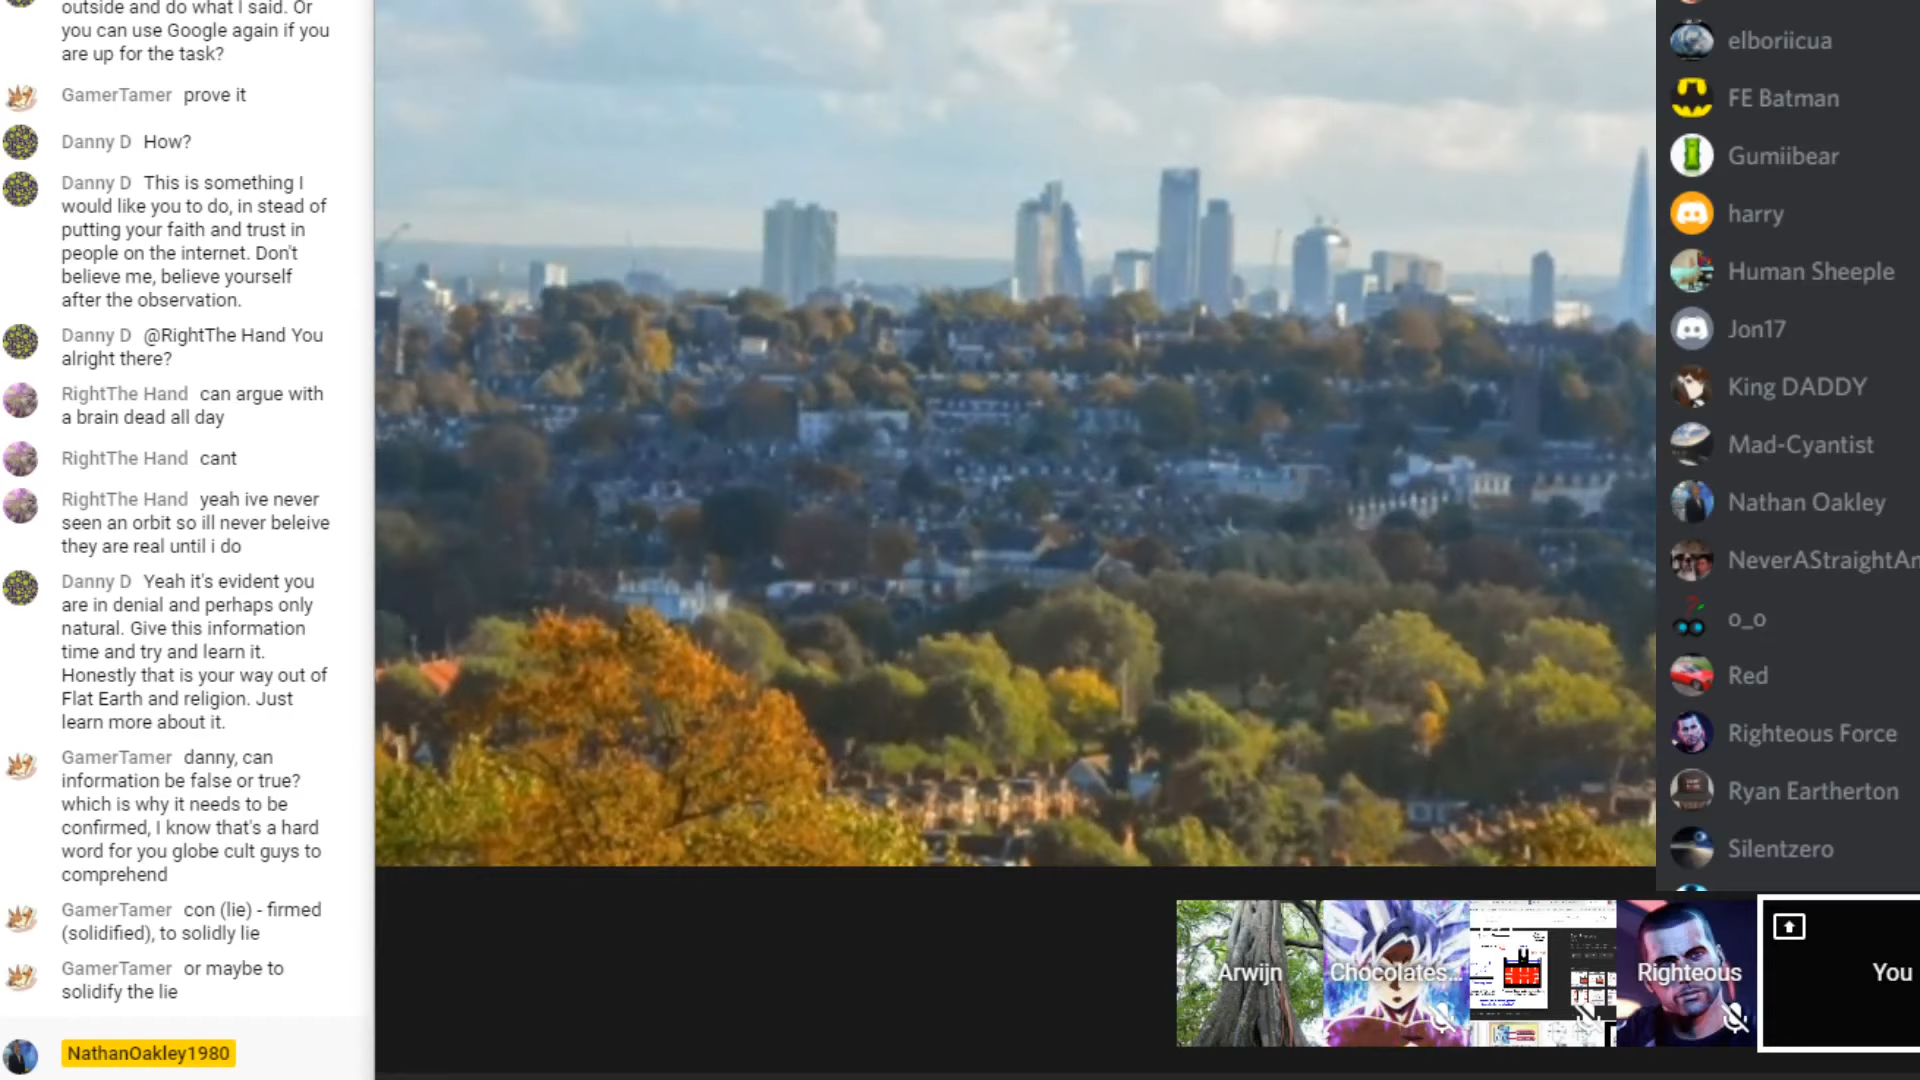 outside and do what I said. Or
you can use Google again if you
are up for the task?
GamerTamer prove it
Danny D How?
Danny D This is something I
would like you to do, in stead of
putting your faith and trust in
people on the internet. Don't
believe me, believe yourself
after the observation.
Danny D @RightThe Hand You
alright there?
RightThe Hand can argue with
a brain dead all day
RightThe Hand cant
RightThe Hand yeah ive never
seen an orbit so ill never beleive
they are real until i do
Danny D Yeah it's evident you
are in denial and perhaps only
natural. Give this information
time and try and learn it.
Honestly that is your way out of
Flat Earth and religion. Just
learn more about it.
GamerTamer danny, can
information be false or true?
which is why it needs to be
confirmed, I know that's a hard
word for you globe cult guys to
comprehend
GamerTamer con (lie) - firmed
(solidified), to solidly lie
GamerTamer or maybe to
solidify the lie
NathanOakley1980
elboriicua
FE Batman
Gumiibear
harry
Human Sheeple
Jon17
King DADDY
Mad-Cyantist
Nathan Oakley
NeverAStraightAn
o_o
Red
Righteous Force
Ryan Eartherton
Silentzero
Arwijn
Chocolates...
Righteous
You